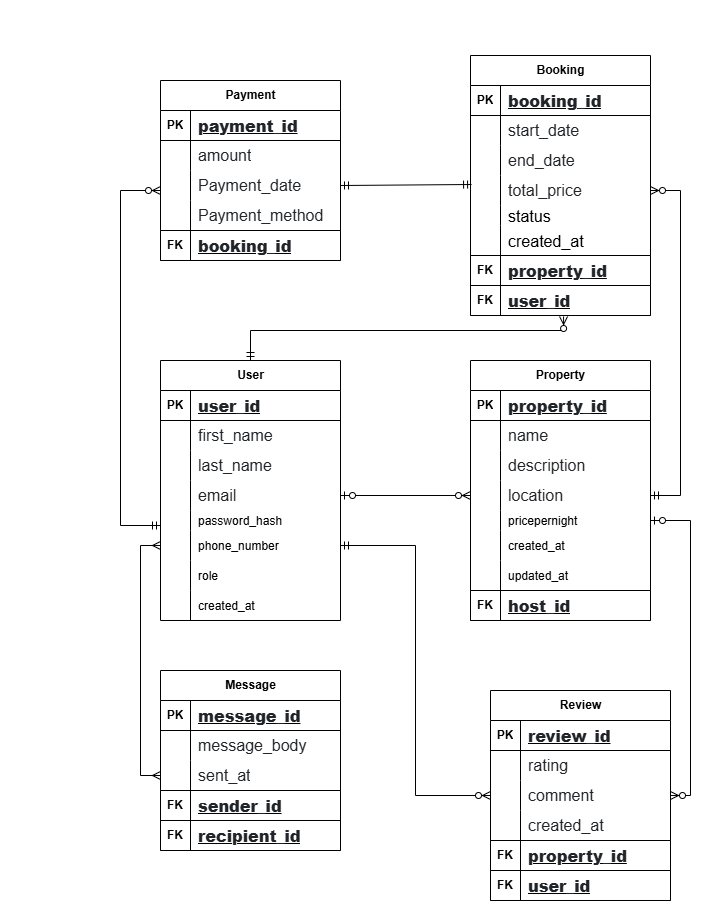 Payment
PK payment_id
amount
Payment_date
Payment_method
FK booking_id
Booking
PK booking_id
start_date
end_date
total_price
status
created_at
FK property_id
FK user_id
User
PK user_id
first_name
last_name
email
password_hash
phone_number
role
created_at
Property
PK property_id
name
description
location
pricepernight
created_at
updated_at
FK host_id
Message
PK message_id
message_body
sent_at
FK sender_id
FK recipient_id
Review
PK review_id
rating
comment
created_at
FK property_id
FK user_id